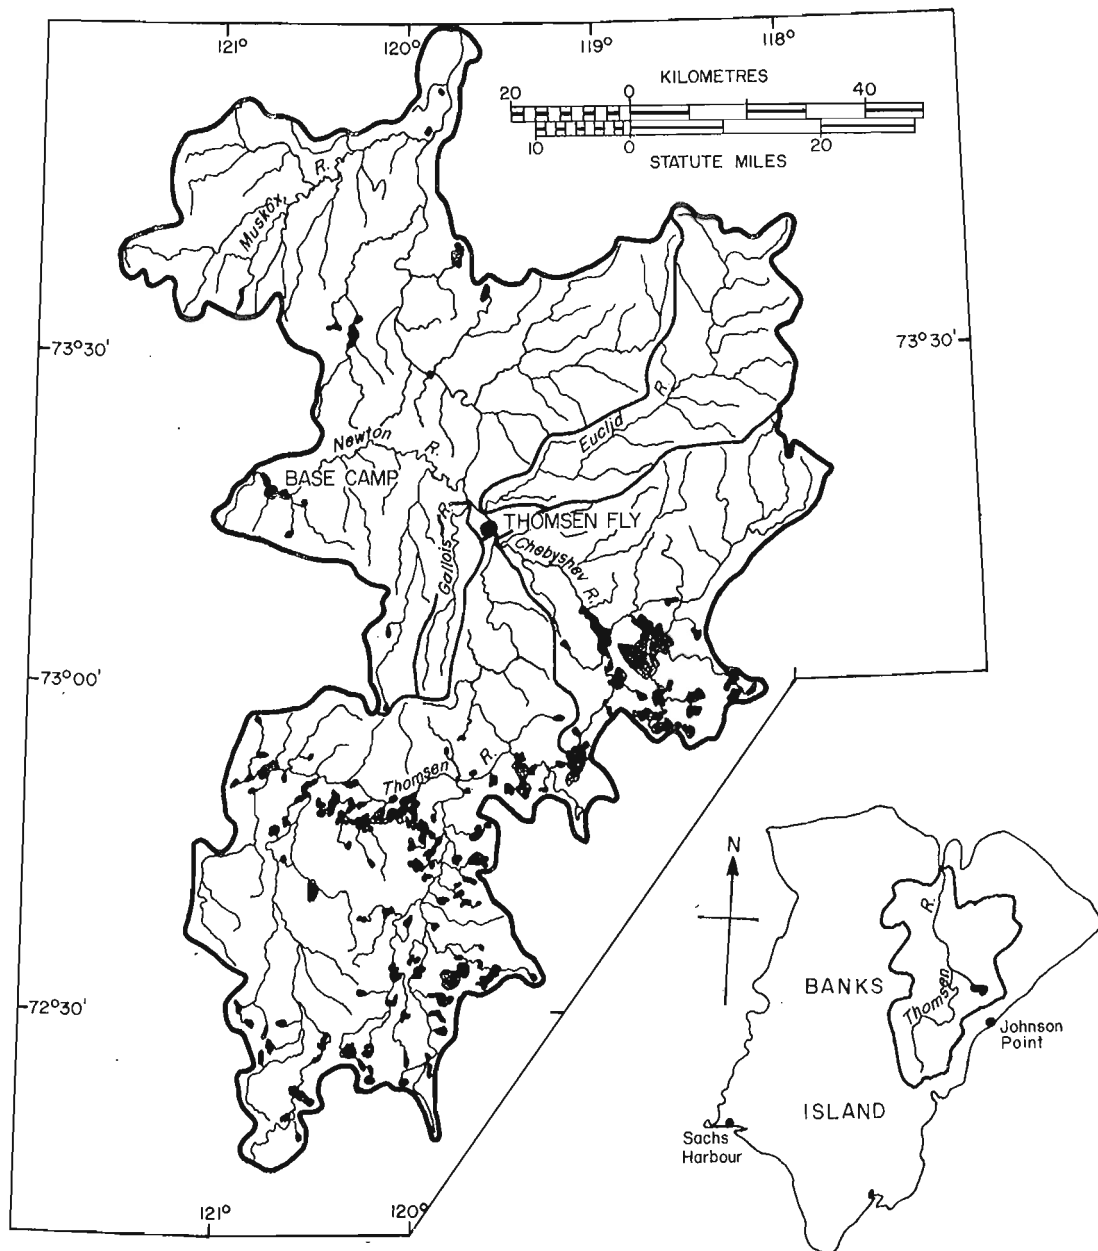 121°
120°
119°
118°
KILOMETRES
20 0 40
10 0 20
STATUTE MILES
Muskox R.
73°30'
73°30'
Euclid R.
Newton R.
BASE CAMP
THOMSEN FLY
Gallois R.
Chebyshev R.
73°00'
Thomsen R.
72°30'
121°
120°
N
BANKS
ISLAND
Thomsen R.
Johnson
Point
Sachs
Harbour